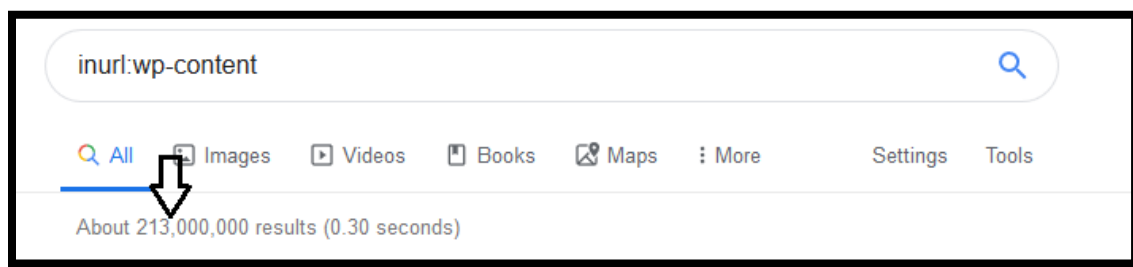 inurl:wp-content
All Images Videos Books Maps More Settings Tools
About 213,000,000 results (0.30 seconds)